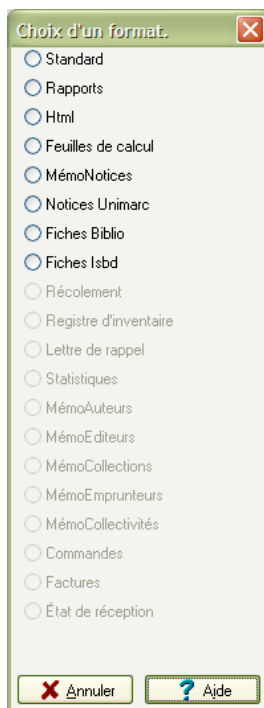 Choix d'un format.
Standard
Rapports
Html
Feuilles de calcul
MémoNotices
Notices Unimarc
Fiches Biblio
Fiches Isbd
Récolement
Registre d'inventaire
Lettre de rappel
Statistiques
MémoAuteurs
MémoEditeurs
MémoCollections
MémoEmprunteurs
MémoCollectivités
Commandes
Factures
État de réception
Annuler ? Aide